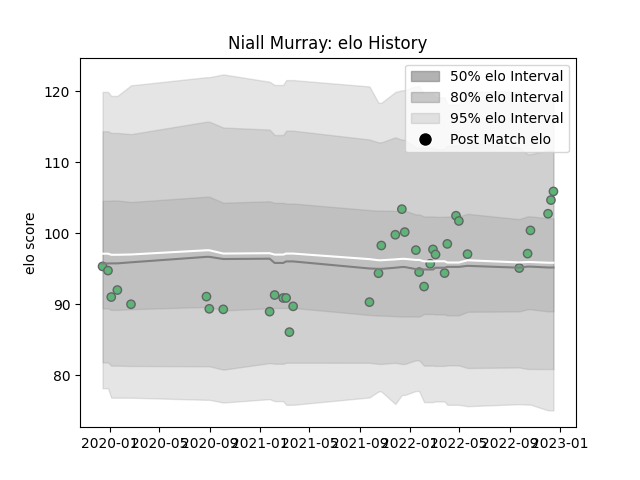 Niall Murray: elo History
50% elo Interval
80% elo Interval
95% elo Interval
Post Match elo
elo score
120
110
100
90
80
2020-01
2020-05
2020-09
2021-01
2021-05
2021-09
2022-01
2022-05
2022-09
2023-01